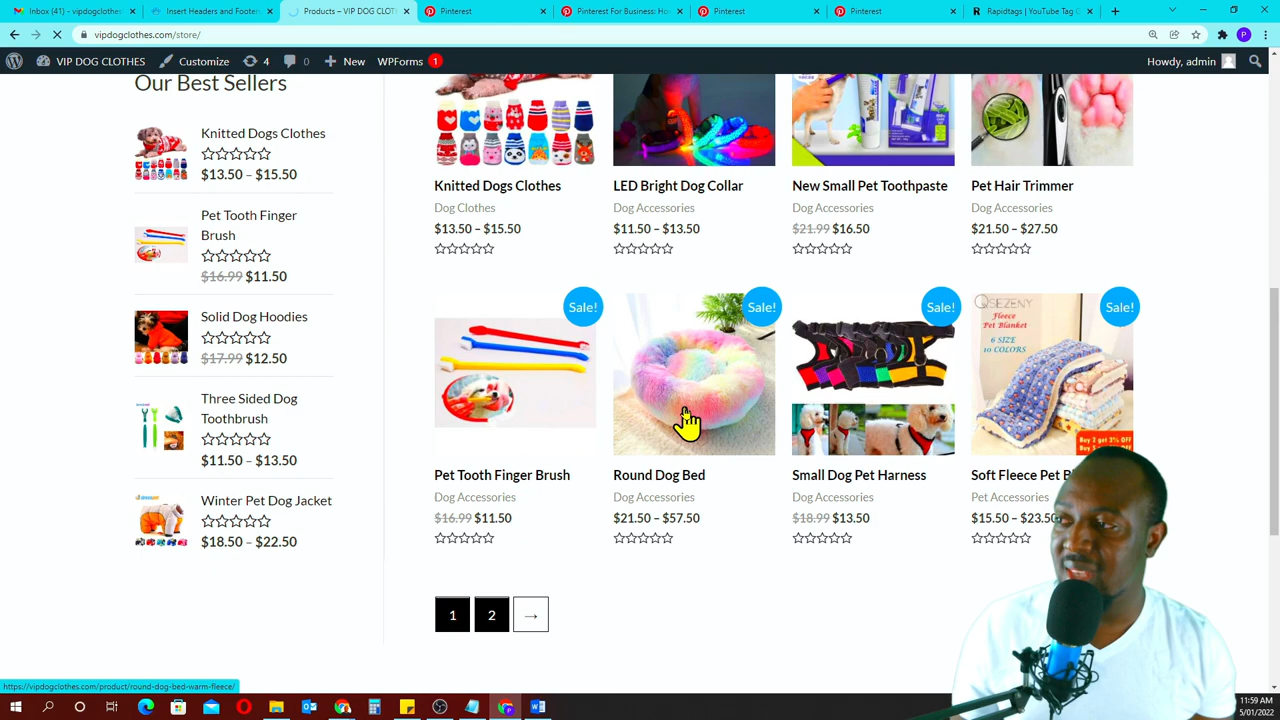 Inbox (41) - vipdogclothes
Insert Headers and Footer
Products – VIP DOG CLOTH
Pinterest
Pinterest For Business: Ho
Pinterest
Pinterest
Rapidtags | YouTube Tag G
vipdogclothes.com/store/
VIP DOG CLOTHES
Customize
4
0
New
WPForms 1
Howdy, admin
Our Best Sellers
Knitted Dogs Clothes
$13.50 – $15.50
Pet Tooth Finger
Brush
$16.99 $11.50
Solid Dog Hoodies
$17.99 $12.50
Three Sided Dog
Toothbrush
$11.50 – $13.50
Winter Pet Dog Jacket
$18.50 – $22.50
Knitted Dogs Clothes
Dog Clothes
$13.50 – $15.50
LED Bright Dog Collar
Dog Accessories
$11.50 – $13.50
New Small Pet Toothpaste
Dog Accessories
$21.99 $16.50
Pet Hair Trimmer
Dog Accessories
$21.50 – $27.50
Sale!
Pet Tooth Finger Brush
Dog Accessories
$16.99 $11.50
Sale!
Round Dog Bed
Dog Accessories
$21.50 – $57.50
Sale!
Small Dog Pet Harness
Dog Accessories
$18.99 $13.50
Sale!
QSEZENY
Fleece
Pet Blanket
6 SIZE
10 COLORS
Buy 2 get 3% OFF
Soft Fleece Pet Bl
Pet Accessories
$15.50 – $23.50
1 2 →
https://vipdogclothes.com/product/round-dog-bed-warm-fleece/
11:59 AM
5/01/2022